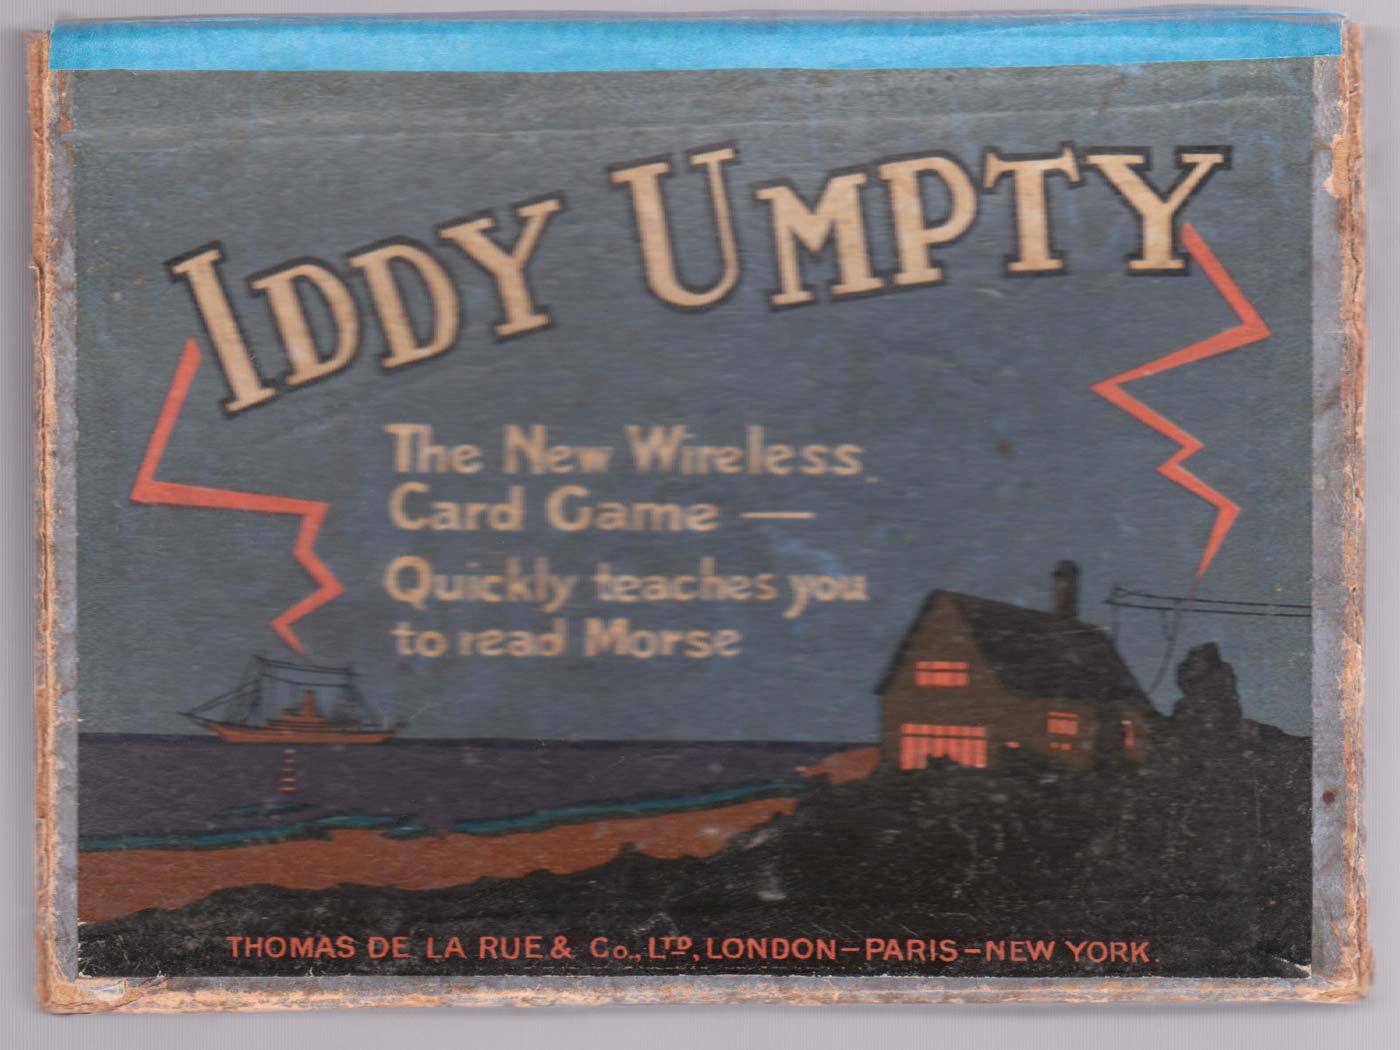 IDDY UMPTY
The New Wireless
Card Game —
Quickly teaches you
to read Morse
THOMAS DE LA RUE & Co., LTD, LONDON–PARIS–NEW YORK.